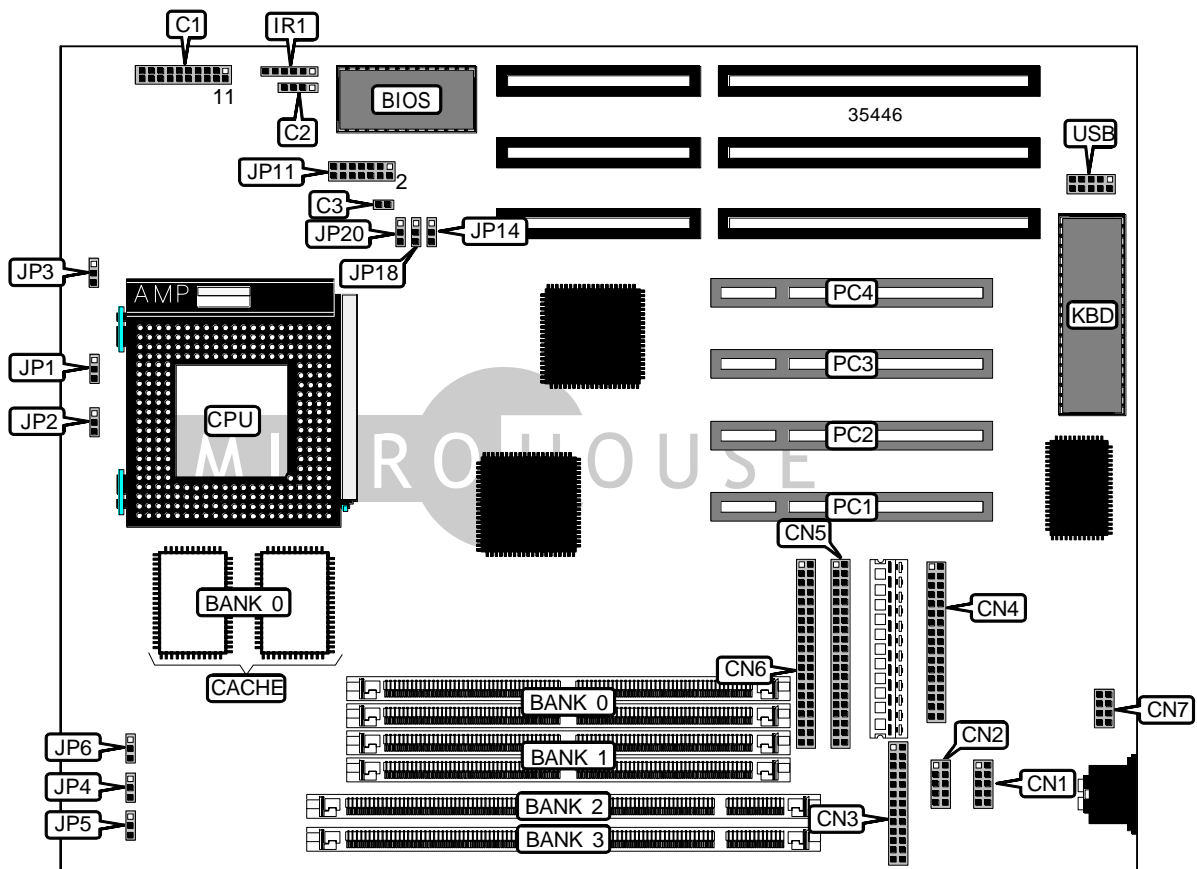 C1
IR1
11
BIOS
C2
35446
USB
JP11
2
C3
JP20
JP14
JP18
JP3
AMP
PC4
KBD
JP1
PC3
JP2
CPU
PC2
MICROHOUSE
PC1
CN5
BANK 0
CN4
CN6
CACHE
BANK 0
CN7
JP6
CN2
BANK 1
JP4
CN1
BANK 2
JP5
CN3
BANK 3